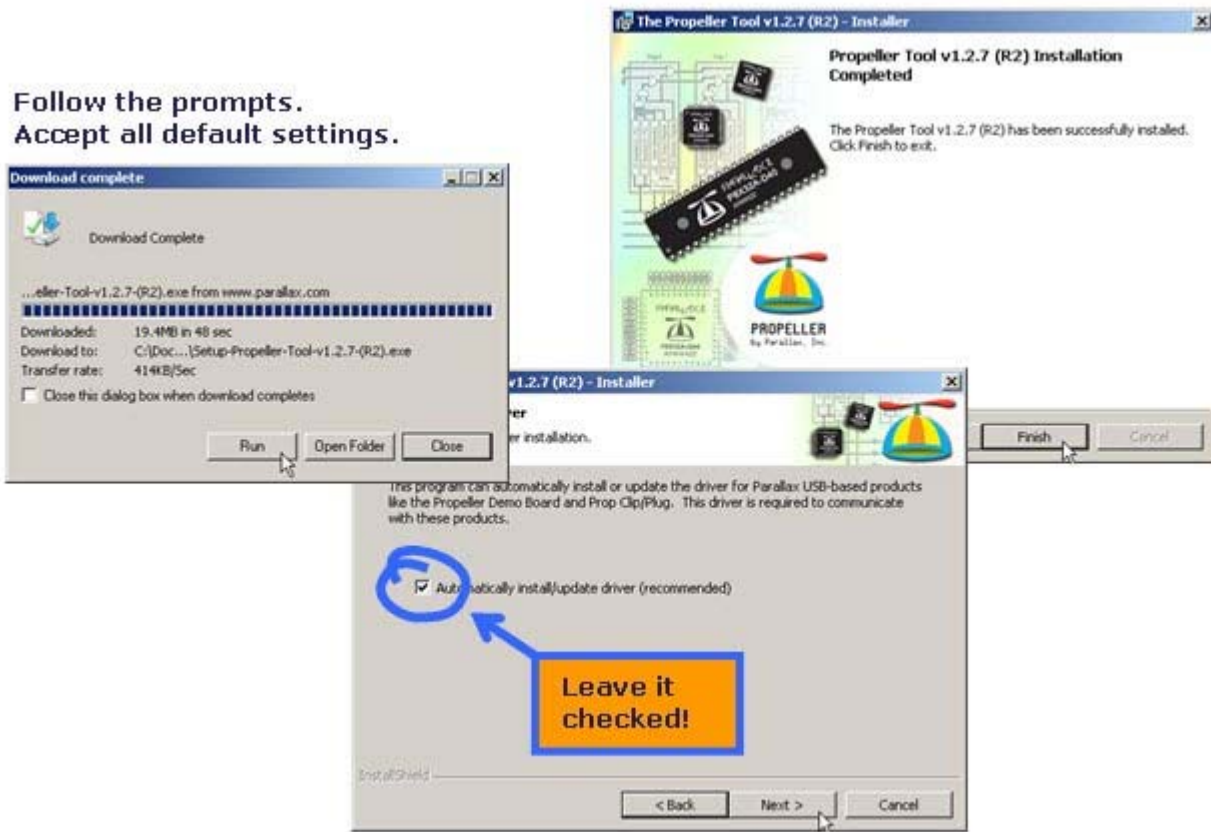 Follow the prompts.
Accept all default settings.
Download complete
Download Complete
...eller-Tool-v1.2.7-(R2).exe from www.parallax.com
Downloaded: 19.4MB in 48 sec
Download to: C:\Doc...\Setup-Propeller-Tool-v1.2.7-(R2).exe
Transfer rate: 414KB/Sec
Close this dialog box when download completes
Run Open Folder Close
The Propeller Tool v1.2.7 (R2) - Installer
Propeller Tool v1.2.7 (R2) Installation
Completed
The Propeller Tool v1.2.7 (R2) has been successfully installed.
Click Finish to exit.
PARALLAX
P8X32A-D40
PROPELLER
by Parallax, Inc.
Finish Cancel
v1.2.7 (R2) - Installer
ver
er installation.
This program can automatically install or update the driver for Parallax USB-based products
like the Propeller Demo Board and Prop Clip/Plug. This driver is required to communicate
with these products.
Automatically install/update driver (recommended)
Leave it
checked!
InstallShield
< Back Next > Cancel